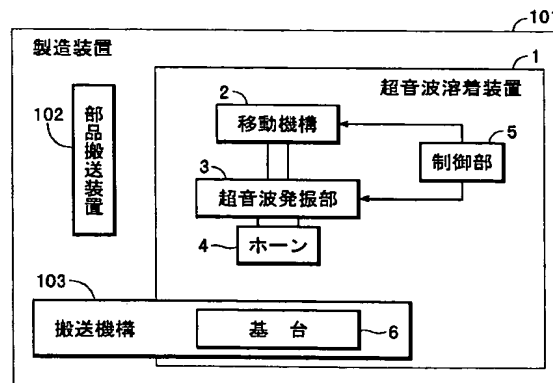 101
製造装置
1
超音波溶着装置
2
移動機構
102
部品搬送装置
5
制御部
3
超音波発振部
4
ホーン
103
搬送機構
基台
6